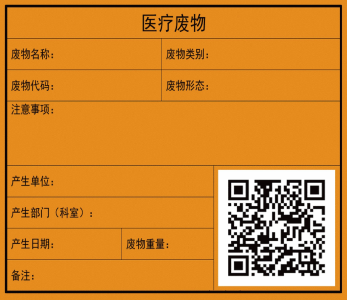 医疗废物
废物名称： 废物类别：
废物代码： 废物形态：
注意事项：
产生单位：
产生部门（科室）：
产生日期： 废物重量：
备注：